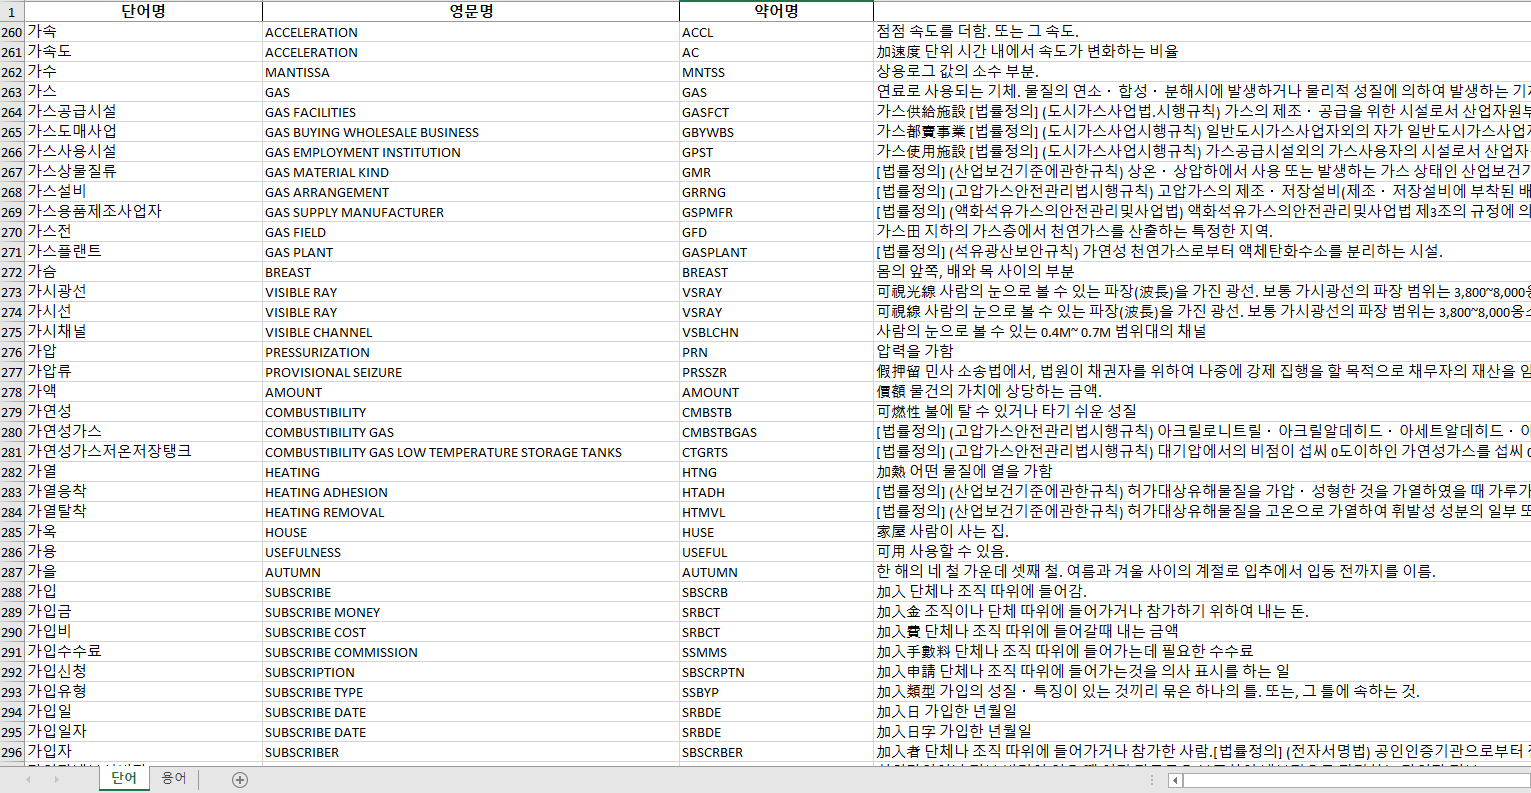 1 단어명 영문명 약어명
260 가속 ACCELERATION ACCL 점점 속도를 더함. 또는 그 속도.
261 가속도 ACCELERATION AC 加速度 단위 시간 내에서 속도가 변화하는 비율
262 가수 MANTISSA MNTSS 상용로그 값의 소수 부분.
263 가스 GAS GAS 연료로 사용되는 기체. 물질의 연소ㆍ합성ㆍ분해시에 발생하거나 물리적 성질에 의하여 발생하는 기
264 가스공급시설 GAS FACILITIES GASFCT 가스供給施設 [법률정의] (도시가스사업법.시행규칙) 가스의 제조ㆍ공급을 위한 시설로서 산업자원부
265 가스도매사업 GAS BUYING WHOLESALE BUSINESS GBYWBS 가스都賣事業 [법률정의] (도시가스사업시행규칙) 일반도시가스사업자외의 자가 일반도시가스사업
266 가스사용시설 GAS EMPLOYMENT INSTITUTION GPST 가스使用施設 [법률정의] (도시가스사업시행규칙) 가스공급시설외의 가스사용자의 시설로서 산업자
267 가스상물질류 GAS MATERIAL KIND GMR [법률정의] (산업보건기준에관한규칙) 상온ㆍ상압하에서 사용 또는 발생하는 가스 상태인 산업보건기
268 가스설비 GAS ARRANGEMENT GRRNG [법률정의] (고압가스안전관리법시행규칙) 고압가스의 제조ㆍ저장설비(제조ㆍ저장설비에 부착된 배
269 가스용품제조사업자 GAS SUPPLY MANUFACTURER GSPMFR [법률정의] (액화석유가스의안전관리및사업법) 액화석유가스의안전관리및사업법 제3조의 규정에 의
270 가스전 GAS FIELD GFD 가스田 지하의 가스층에서 천연가스를 산출하는 특정한 지역.
271 가스플랜트 GAS PLANT GASPLANT [법률정의] (석유광산보안규칙) 가연성 천연가스로부터 액체탄화수소를 분리하는 시설.
272 가슴 BREAST BREAST 몸의 앞쪽, 배와 목 사이의 부분
273 가시광선 VISIBLE RAY VSRAY 可視光線 사람의 눈으로 볼 수 있는 파장(波長)을 가진 광선. 보통 가시광선의 파장 범위는 3,800~8,000옹
274 가시선 VISIBLE RAY VSRAY 可視線 사람의 눈으로 볼 수 있는 파장(波長)을 가진 광선. 보통 가시광선의 파장 범위는 3,800~8,000옹스
275 가시채널 VISIBLE CHANNEL VSBLCHN 사람의 눈으로 볼 수 있는 0.4M~ 0.7M 범위대의 채널
276 가압 PRESSURIZATION PRN 압력을 가함
277 가압류 PROVISIONAL SEIZURE PRSSZR 假押留 민사 소송법에서, 법원이 채권자를 위하여 나중에 강제 집행을 할 목적으로 채무자의 재산을 임
278 가액 AMOUNT AMOUNT 價額 물건의 가치에 상당하는 금액.
279 가연성 COMBUSTIBILITY CMBSTB 可燃性 불에 탈 수 있거나 타기 쉬운 성질
280 가연성가스 COMBUSTIBILITY GAS CMBSTBGAS [법률정의] (고압가스안전관리법시행규칙) 아크릴로니트릴ㆍ아크릴알데히드ㆍ아세트알데히드ㆍ
281 가연성가스저온저장탱크 COMBUSTIBILITY GAS LOW TEMPERATURE STORAGE TANKS CTGRTS [법률정의] (고압가스안전관리법시행규칙) 대기압에서의 비점이 섭씨 0도이하인 가연성가스를 섭씨 0
282 가열 HEATING HTNG 加熱 어떤 물질에 열을 가함
283 가열응착 HEATING ADHESION HTADH [법률정의] (산업보건기준에관한규칙) 허가대상유해물질을 가압ㆍ성형한 것을 가열하였을 때 가루가
284 가열탈착 HEATING REMOVAL HTMVL [법률정의] (산업보건기준에관한규칙) 허가대상유해물질을 고온으로 가열하여 휘발성 성분의 일부 또
285 가옥 HOUSE HUSE 家屋 사람이 사는 집.
286 가용 USEFULNESS USEFUL 可用 사용할 수 있음.
287 가을 AUTUMN AUTUMN 한 해의 네 철 가운데 셋째 철. 여름과 겨울 사이의 계절로 입추에서 입동 전까지를 이름.
288 가입 SUBSCRIBE SBSCRB 加入 단체나 조직 따위에 들어감.
289 가입금 SUBSCRIBE MONEY SRBCT 加入金 조직이나 단체 따위에 들어가거나 참가하기 위하여 내는 돈.
290 가입비 SUBSCRIBE COST SRBCT 加入費 단체나 조직 따위에 들어갈때 내는 금액
291 가입수수료 SUBSCRIBE COMMISSION SSMMS 加入手數料 단체나 조직 따위에 들어가는데 필요한 수수료
292 가입신청 SUBSCRIPTION SBSCRPTN 加入申請 단체나 조직 따위에 들어가는것을 의사 표시를 하는 일
293 가입유형 SUBSCRIBE TYPE SSBYP 加入類型 가입의 성질ㆍ특징이 있는 것끼리 묶은 하나의 틀. 또는, 그 틀에 속하는 것.
294 가입일 SUBSCRIBE DATE SRBDE 加入日 가입한 년월일
295 가입일자 SUBSCRIBE DATE SRBDE 加入日字 가입한 년월일
296 가입자 SUBSCRIBER SBSCRBER 加入者 단체나 조직 따위에 들어가거나 참가한 사람.[법률정의] (전자서명법) 공인인증기관으로부터
단어 용어